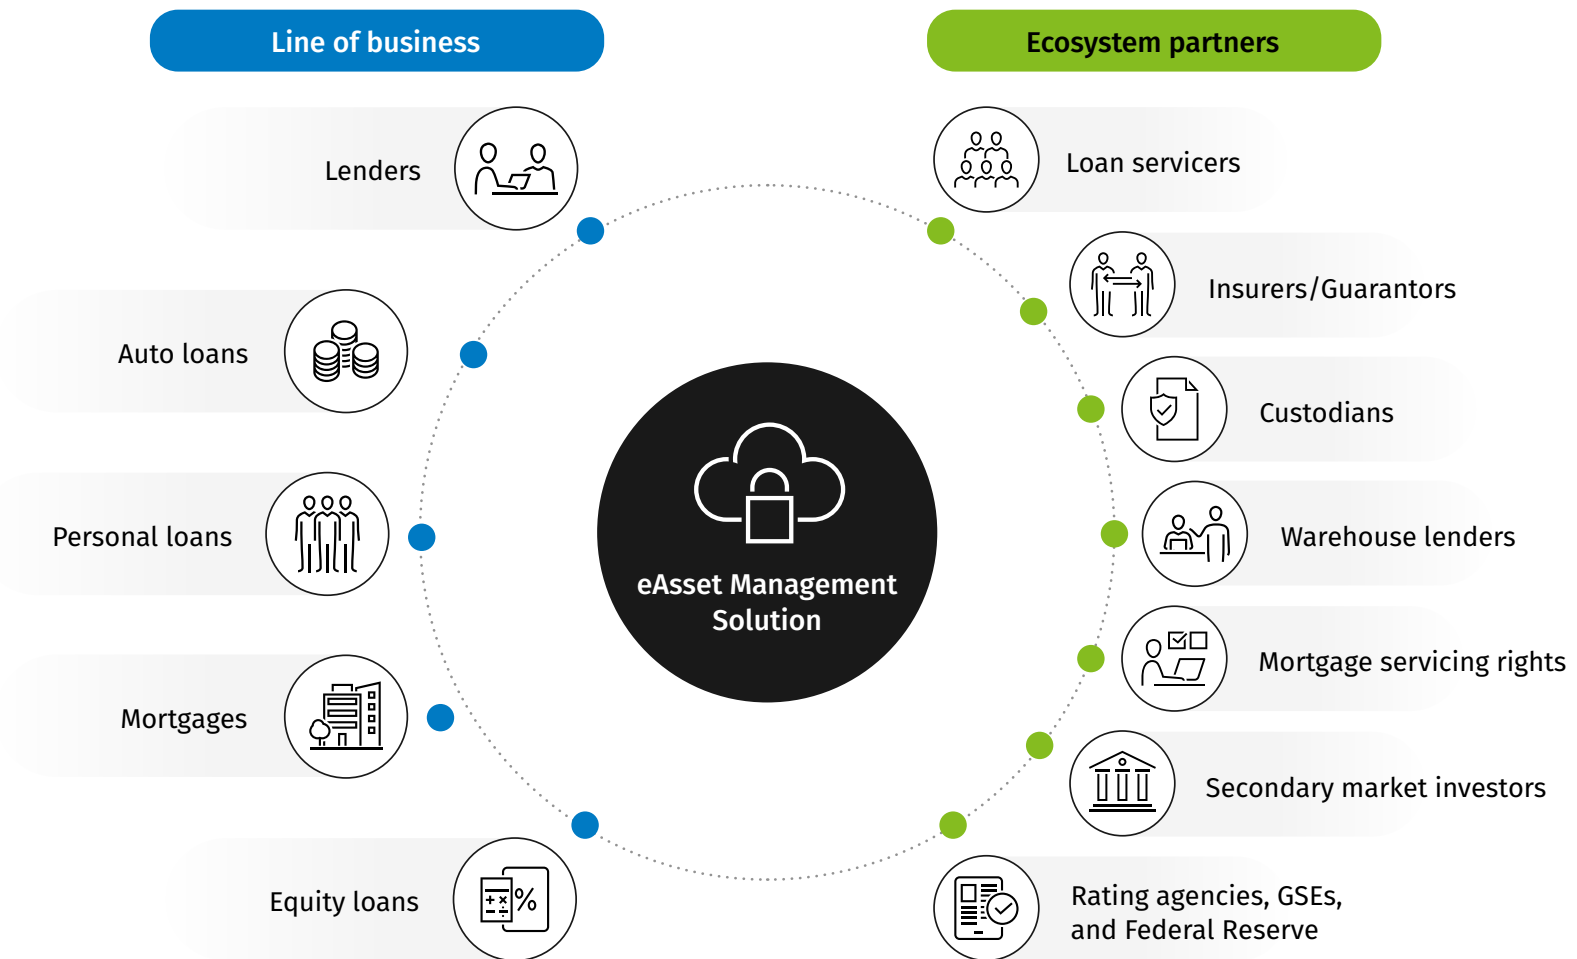 Line of business
Ecosystem partners
Lenders
Auto loans
Personal loans
Mortgages
Equity loans
eAsset Management
Solution
Loan servicers
Insurers/Guarantors
Custodians
Warehouse lenders
Mortgage servicing rights
Secondary market investors
Rating agencies, GSEs,
and Federal Reserve
%